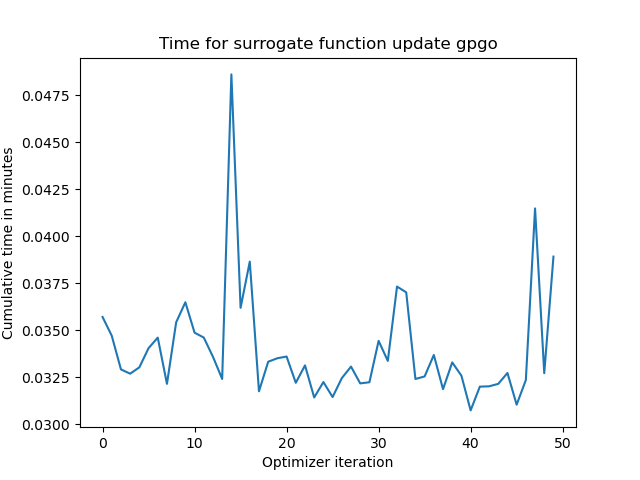 Time for surrogate function update gpgo
Cumulative time in minutes
0.0475
0.0450
0.0425
0.0400
0.0375
0.0350
0.0325
0.0300
0 10 20 30 40 50
Optimizer iteration